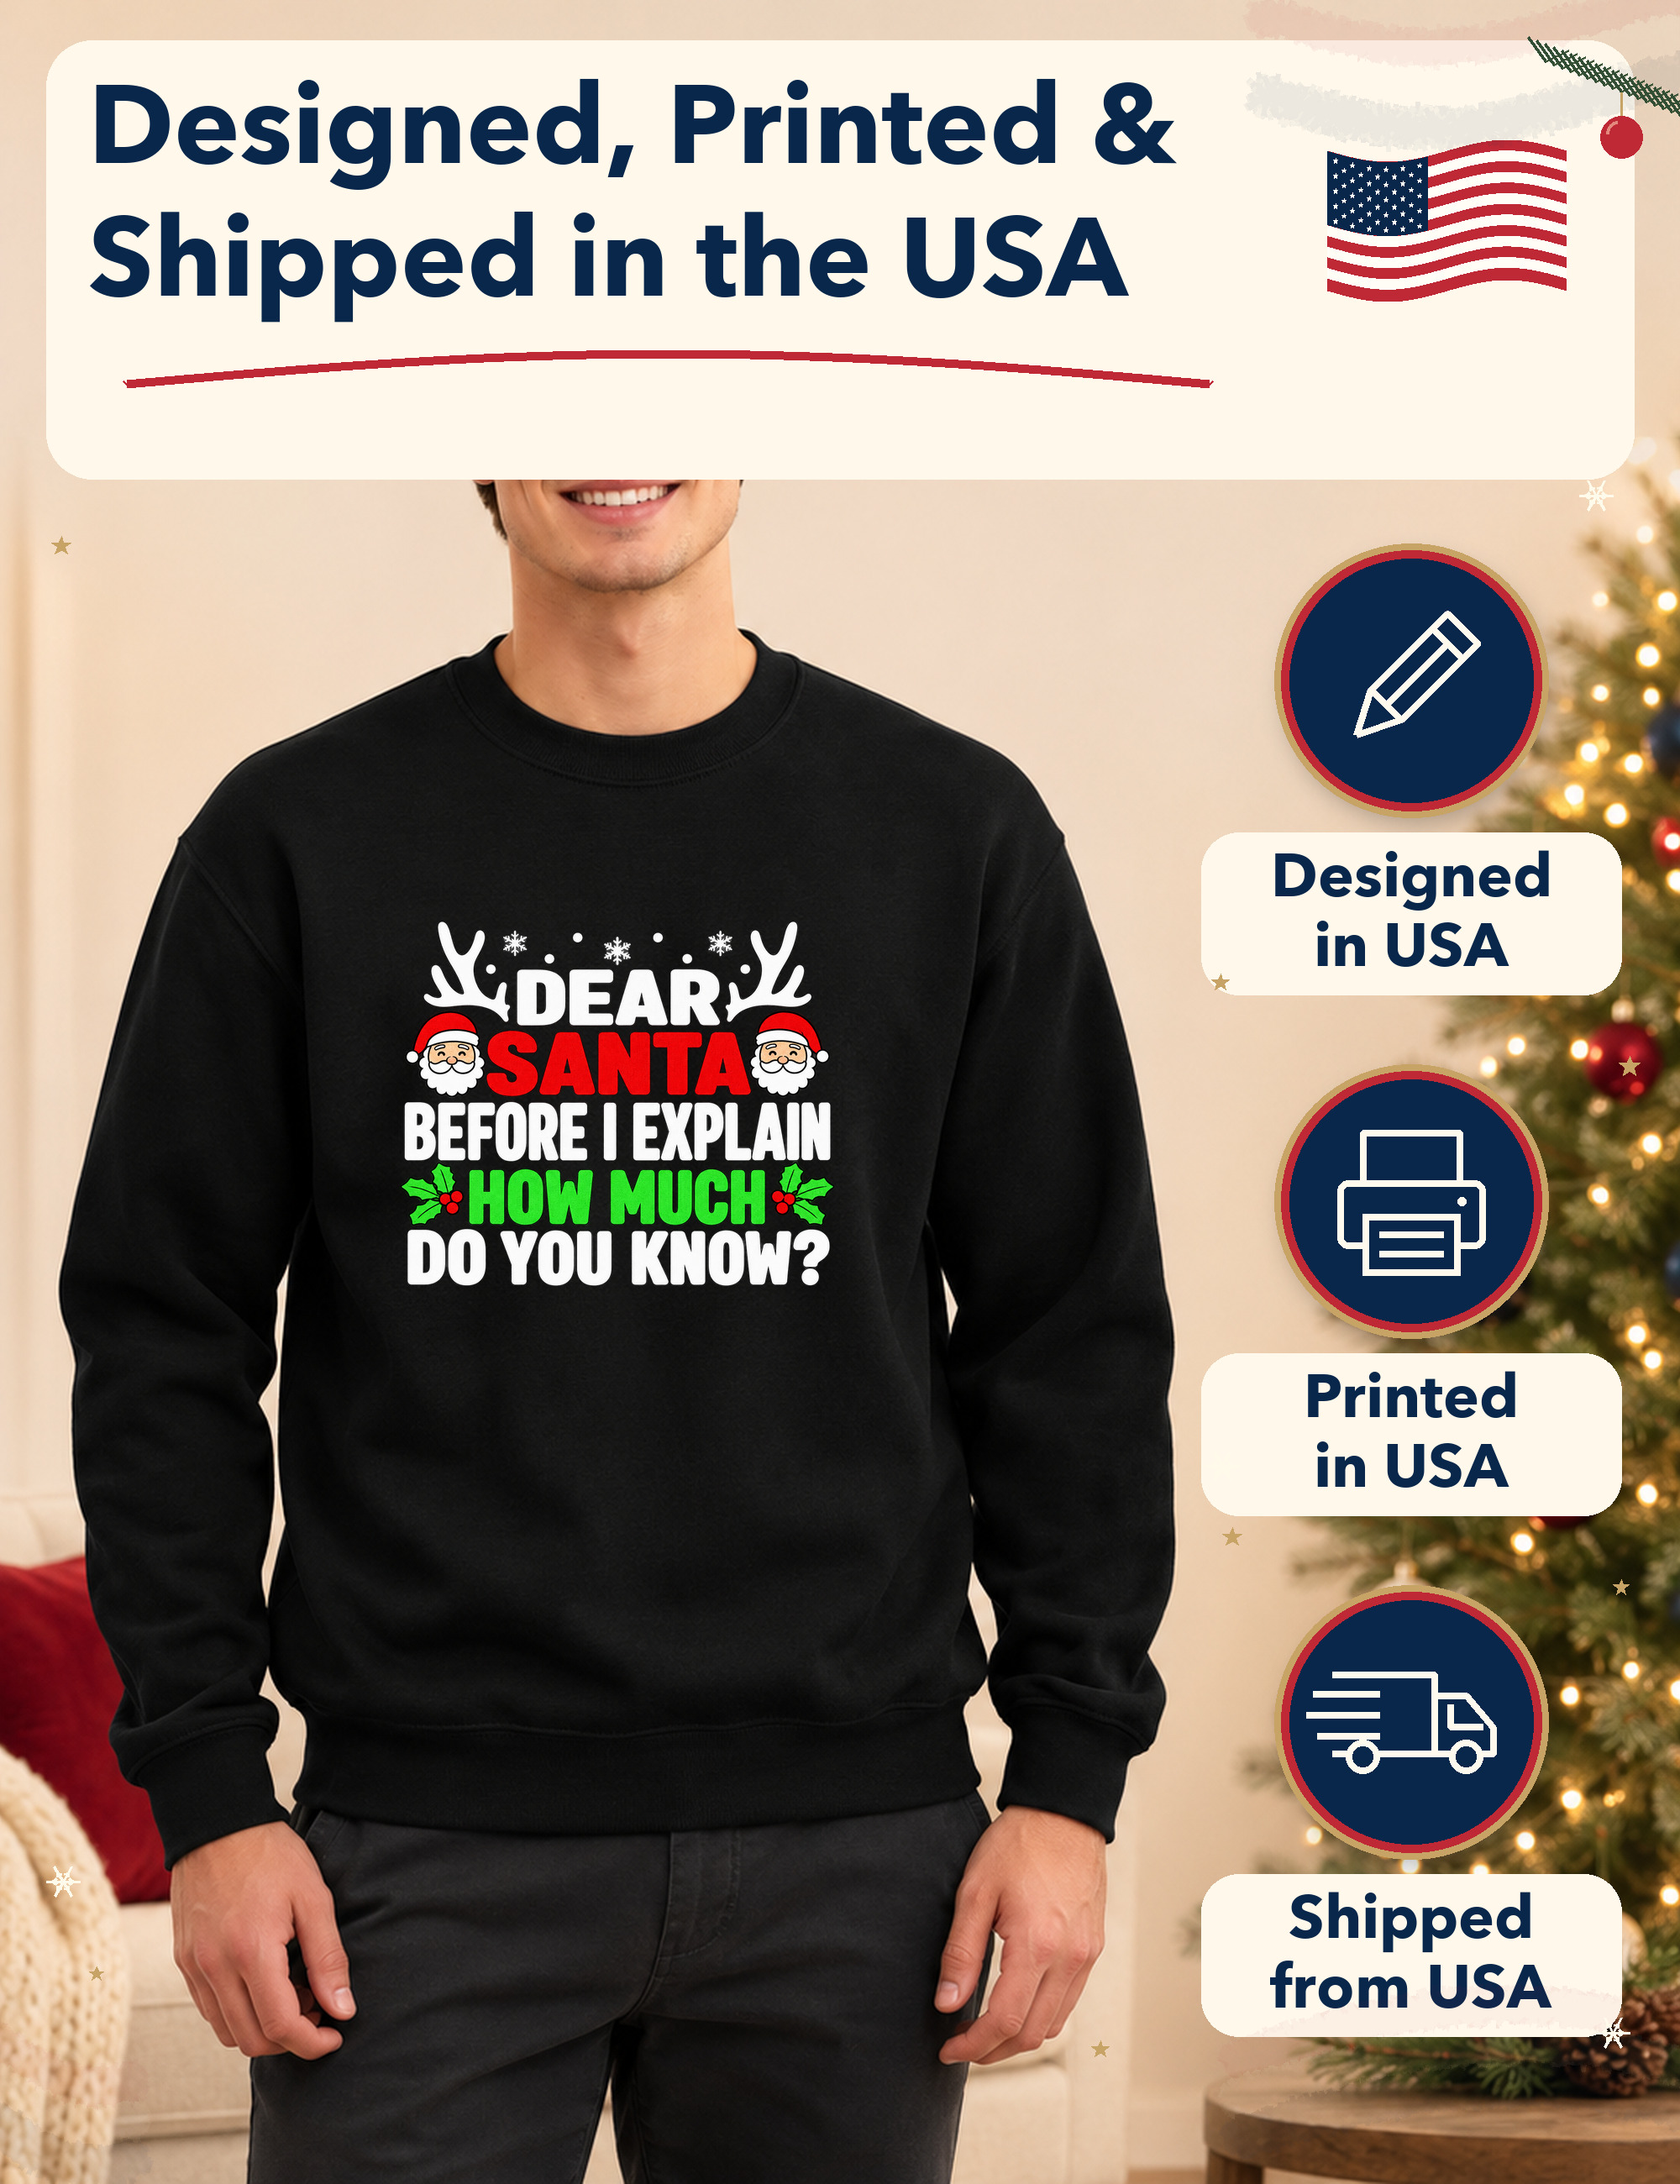 Designed, Printed &
Shipped in the USA
DEAR
SANTA
BEFORE I EXPLAIN
HOW MUCH
DO YOU KNOW?
Designed
in USA
Printed
in USA
Shipped
from USA